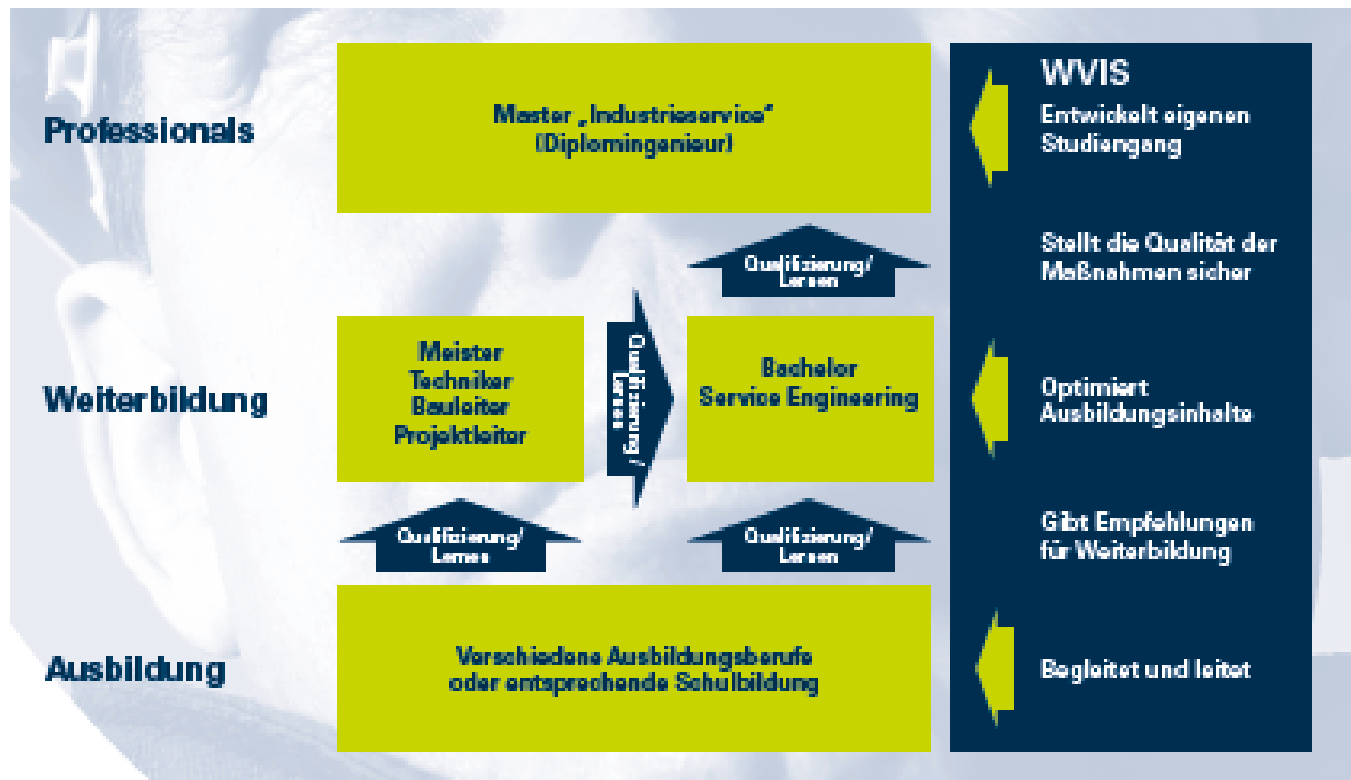 Professionals
Master „Industrieservice“
(Diplomingenieur)
Qualifizierung/
Lernen
Weiterbildung
Meister
Techniker
Bauleiter
Projektleiter
Qualifizierung/
Lernen
Bachelor
Service Engineering
Qualifizierung/
Lernen
Qualifizierung/
Lernen
Ausbildung
Verschiedene Ausbildungsberufe
oder entsprechende Schulbildung
WVIS
Entwickelt eigenen
Studiengang
Stellt die Qualität der
Maßnahmen sicher
Optimiert
Ausbildungsinhalte
Gibt Empfehlungen
für Weiterbildung
Begleitet und leitet